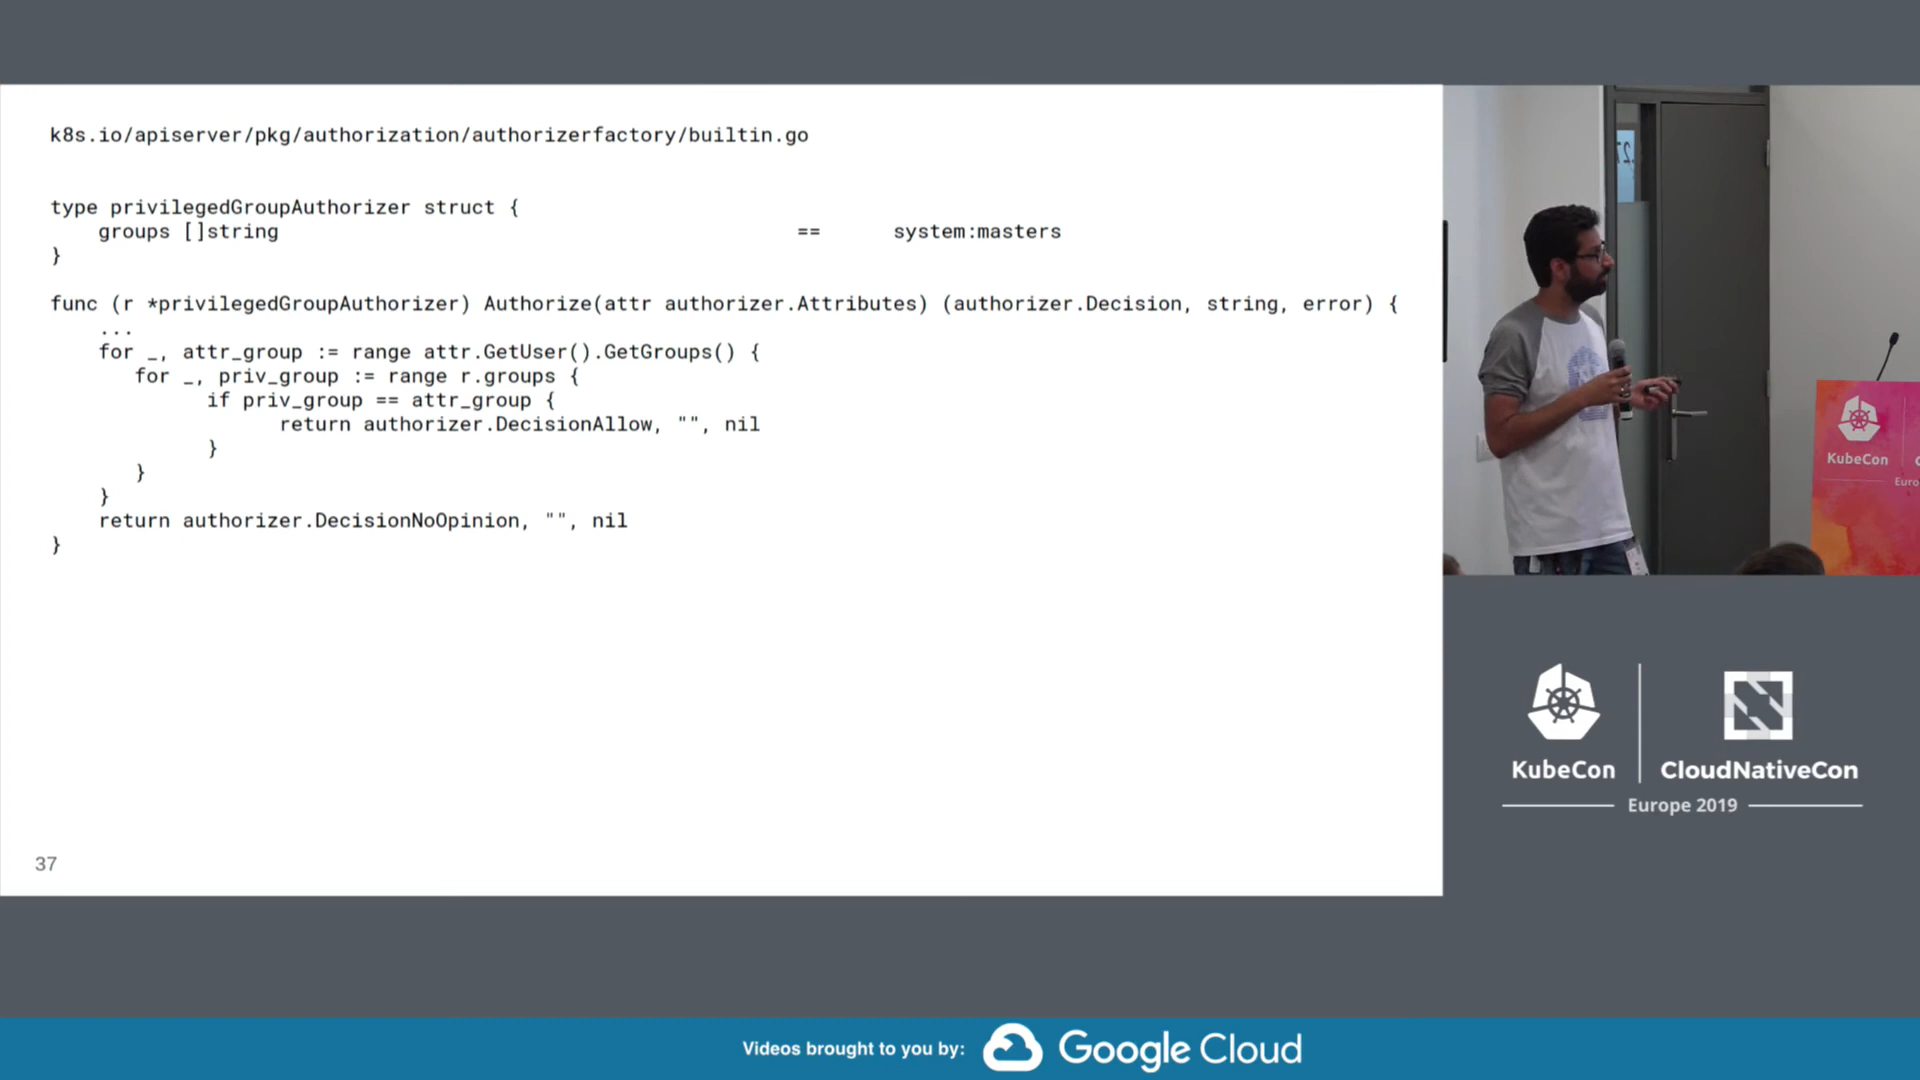 k8s.io/apiserver/pkg/authorization/authorizerfactory/builtin.go
type privilegedGroupAuthorizer struct {
groups []string == system:masters
}
func (r *privilegedGroupAuthorizer) Authorize(attr authorizer.Attributes) (authorizer.Decision, string, error) {
...
for _, attr_group := range attr.GetUser().GetGroups() {
for _, priv_group := range r.groups {
if priv_group == attr_group {
return authorizer.DecisionAllow, "", nil
}
}
}
return authorizer.DecisionNoOpinion, "", nil
}
37
KubeCon
Euro
KubeCon
CloudNativeCon
Europe 2019
Videos brought to you by:
Google Cloud